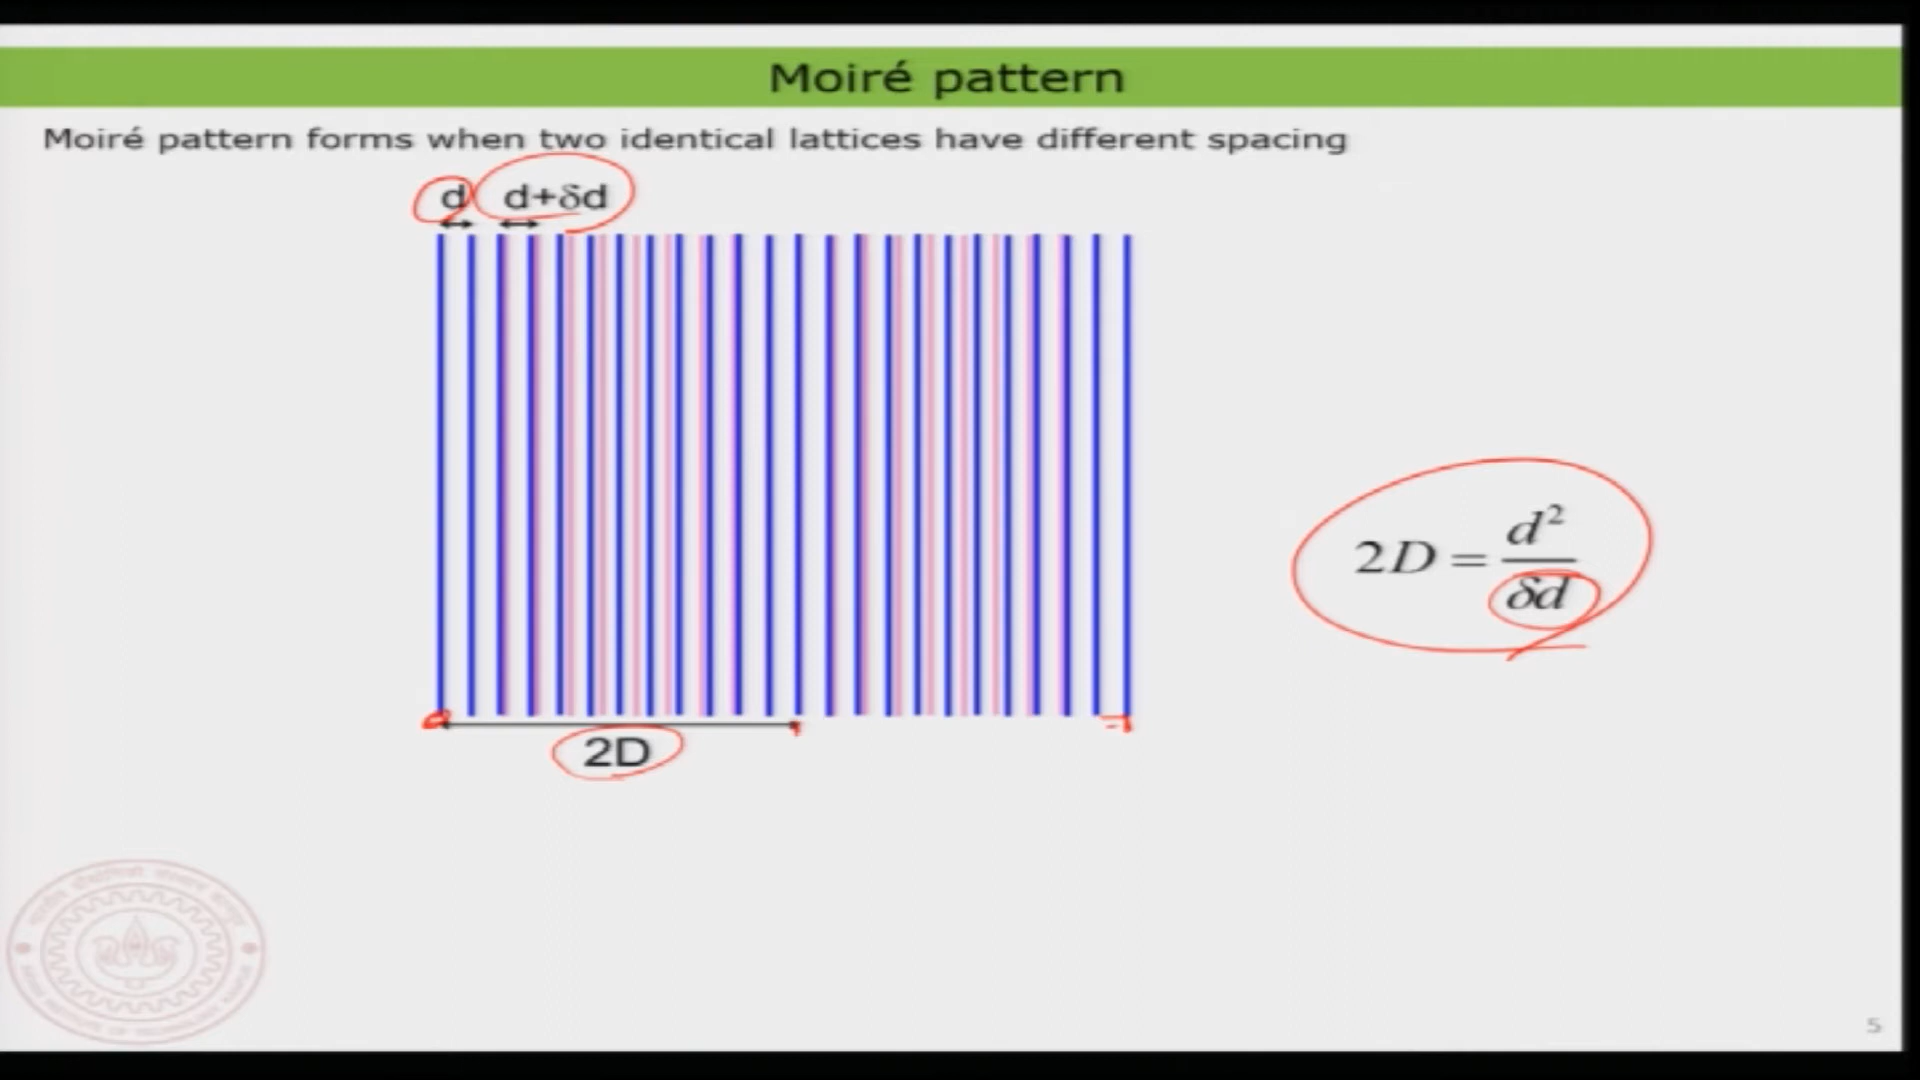 Moiré pattern
Moiré pattern forms when two identical lattices have different spacing
d d+δd
2D = d²/δd
2D
5